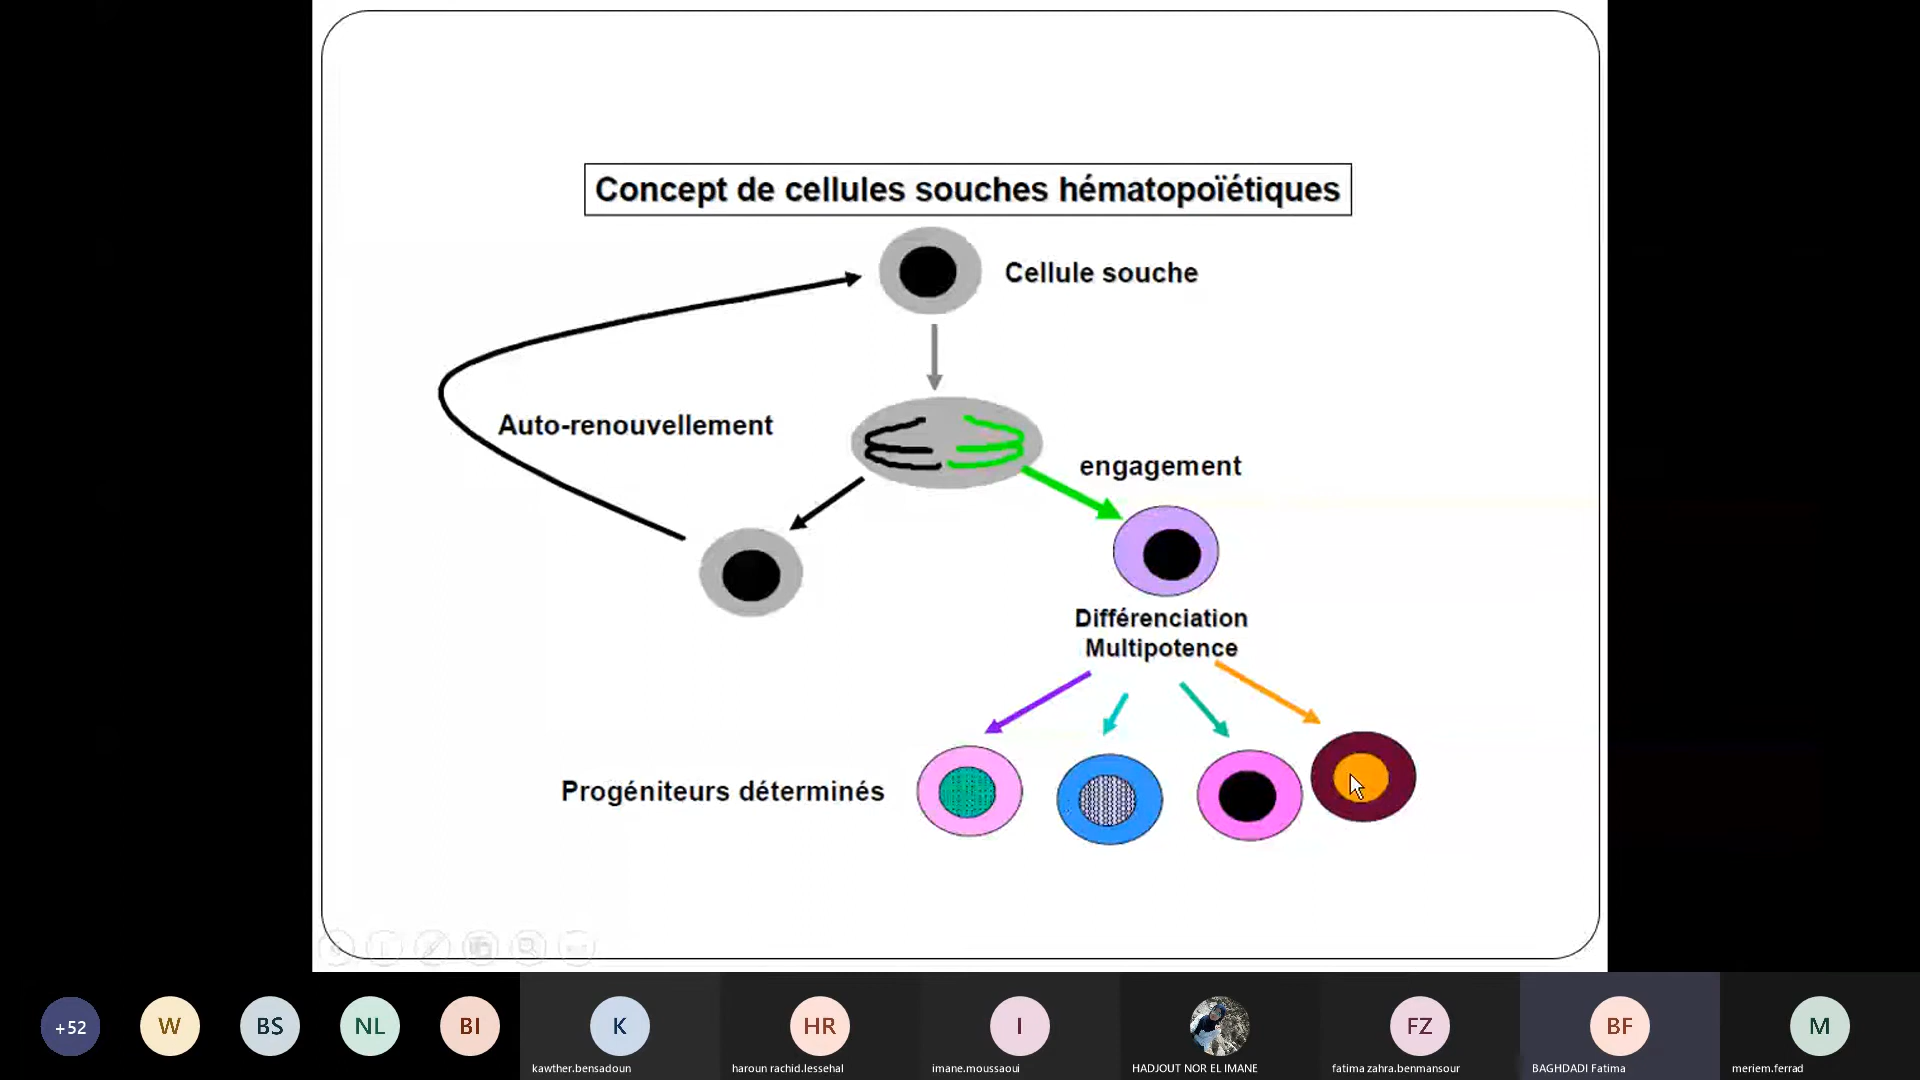 Concept de cellules souches hématopoïétiques
Cellule souche
Auto-renouvellement
engagement
Différenciation
Multipotence
Progéniteurs déterminés
+52
W
BS
NL
BI
K
HR
I
FZ
BF
M
kawther.bensadoun
haroun rachid.lessehal
imane.moussaoui
HADJOUT NOR EL IMANE
fatima zahra.benmansour
BAGHDADI Fatima
meriem.ferrad